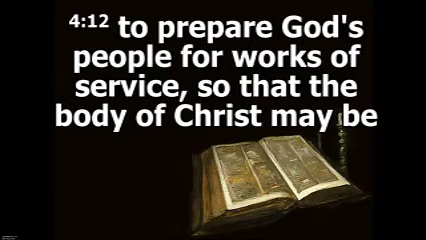 4:12 to prepare God's
people for works of
service, so that the
body of Christ may be